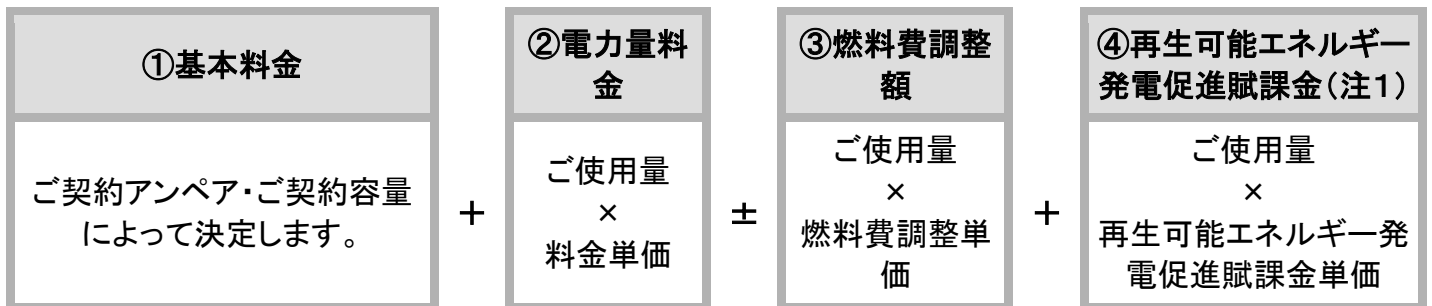 ①基本料金
ご契約アンペア・ご契約容量
によって決定します。
+
②電力量料
金
ご使用量
×
料金単価
±
③燃料費調整
額
ご使用量
×
燃料費調整単
価
+
④再生可能エネルギー
発電促進賦課金(注1)
ご使用量
×
再生可能エネルギー発
電促進賦課金単価